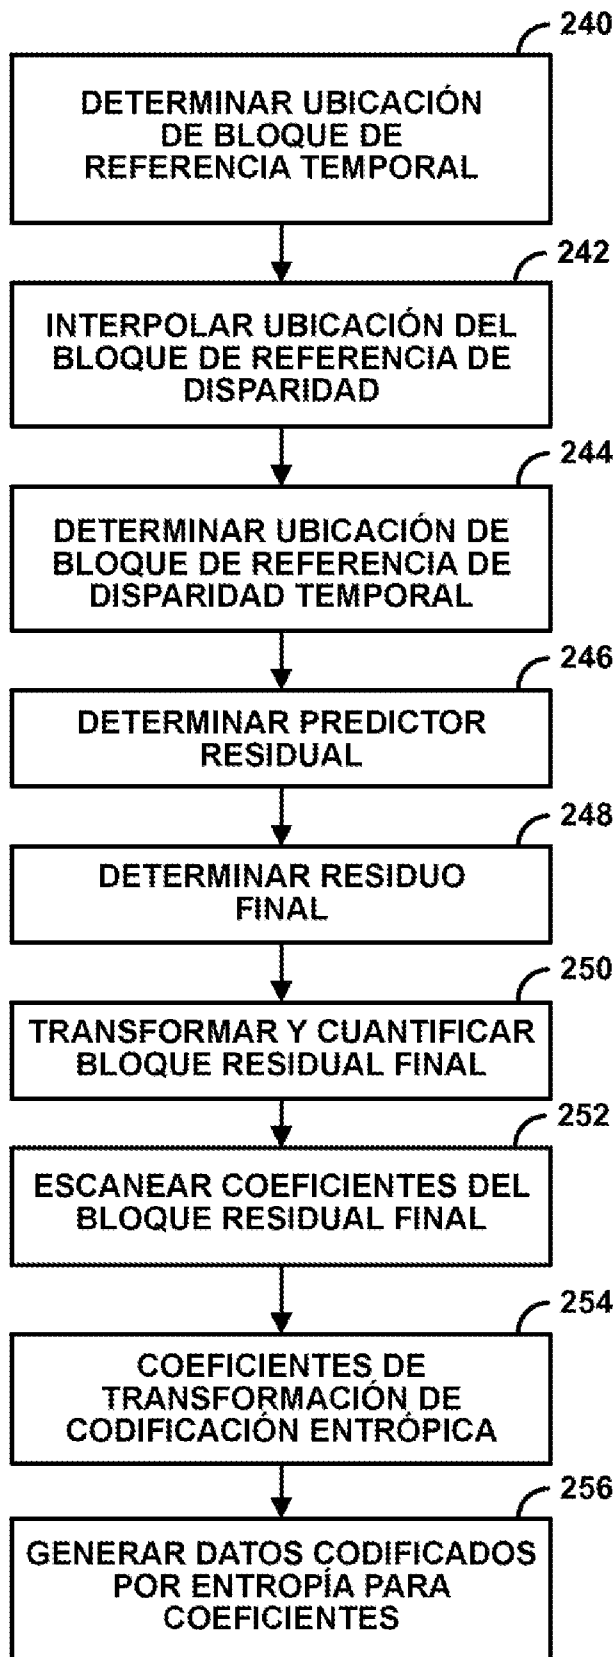 240
DETERMINAR UBICACIÓN
DE BLOQUE DE
REFERENCIA TEMPORAL
242
INTERPOLAR UBICACIÓN DEL
BLOQUE DE REFERENCIA DE
DISPARIDAD
244
DETERMINAR UBICACIÓN DE
BLOQUE DE REFERENCIA DE
DISPARIDAD TEMPORAL
246
DETERMINAR PREDICTOR
RESIDUAL
248
DETERMINAR RESIDUO
FINAL
250
TRANSFORMAR Y CUANTIFICAR
BLOQUE RESIDUAL FINAL
252
ESCANEAR COEFICIENTES DEL
BLOQUE RESIDUAL FINAL
254
COEFICIENTES DE
TRANSFORMACIÓN DE
CODIFICACIÓN ENTRÓPICA
256
GENERAR DATOS CODIFICADOS
POR ENTROPÍA PARA
COEFICIENTES